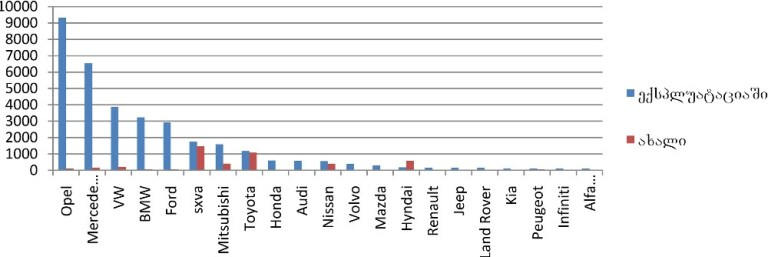 10000
9000
8000
7000
6000
5000
4000
3000
2000
1000
0
Opel
Mercede...
VW
BMW
Ford
sxva
Mitsubishi
Toyota
Honda
Audi
Nissan
Volvo
Mazda
Hyndai
Renault
Jeep
Land Rover
Kia
Peugeot
Infiniti
Alfa...
ექსპლუატაციაში
ახალი